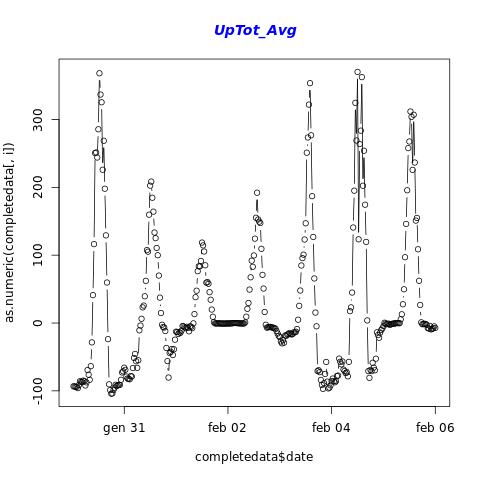 UpTot_Avg
as.numeric(completedata[, i])
300
200
100
0
-100
gen 31
feb 02
feb 04
feb 06
completedata$date